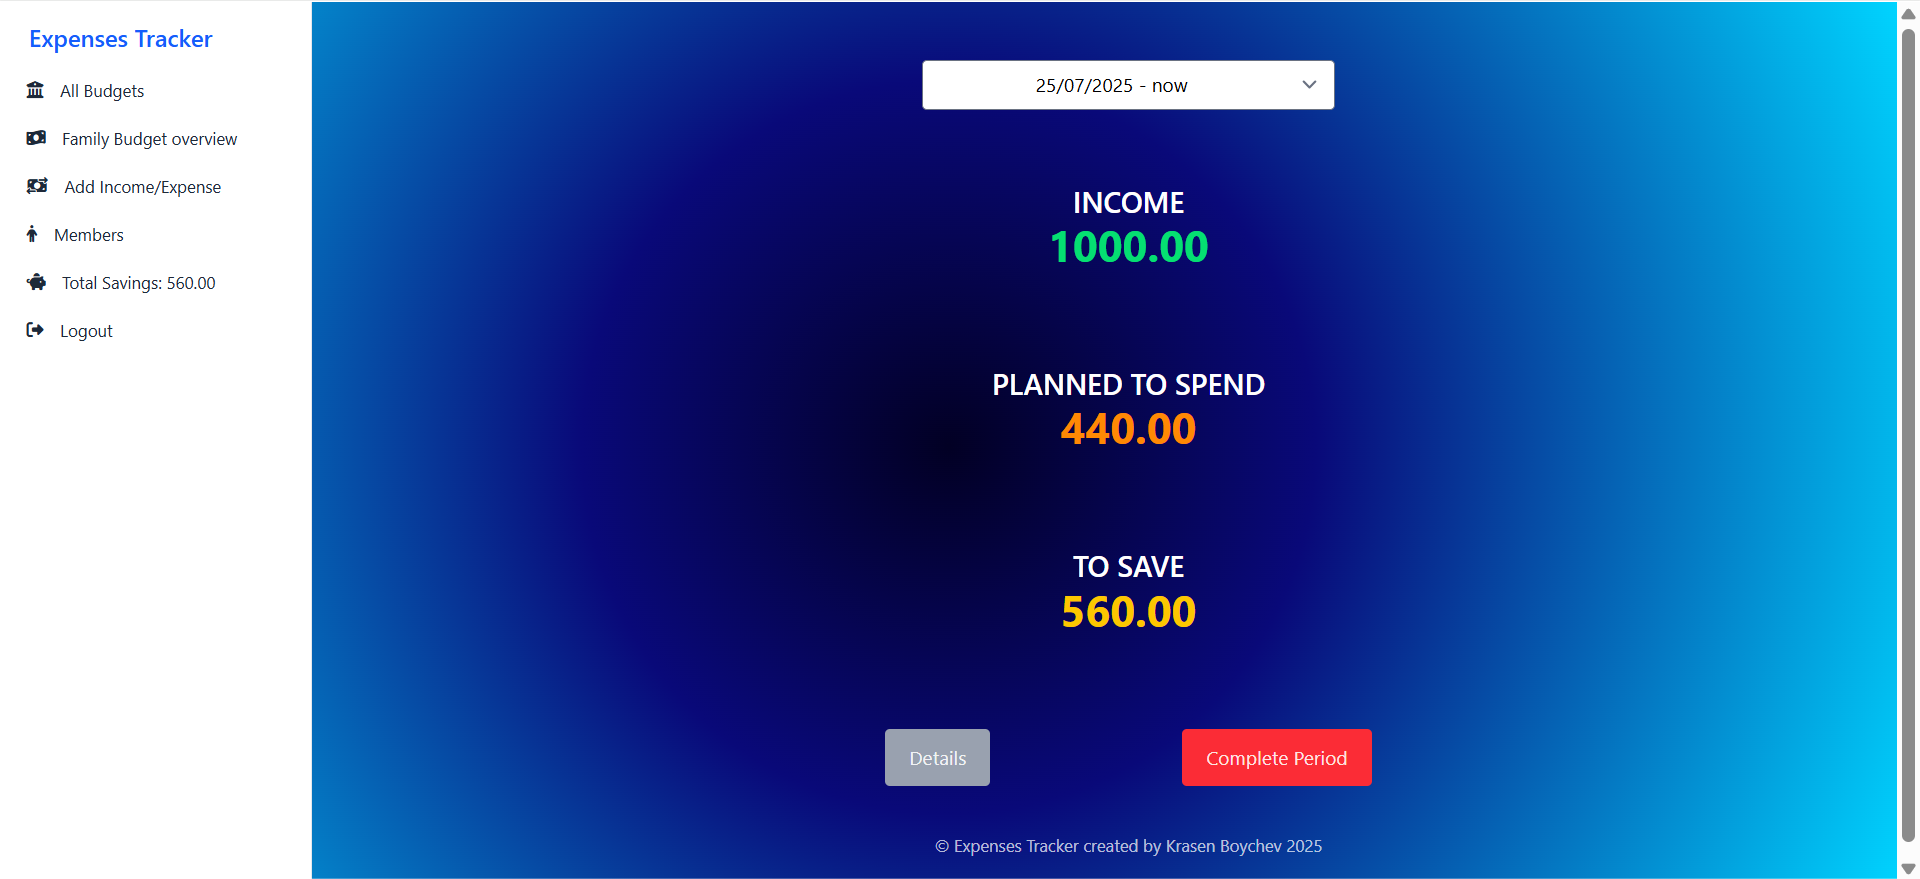 Expenses Tracker
All Budgets
Family Budget overview
Add Income/Expense
Members
Total Savings: 560.00
Logout
25/07/2025 - now
INCOME
1000.00
PLANNED TO SPEND
440.00
TO SAVE
560.00
Details
Complete Period
© Expenses Tracker created by Krasen Boychev 2025